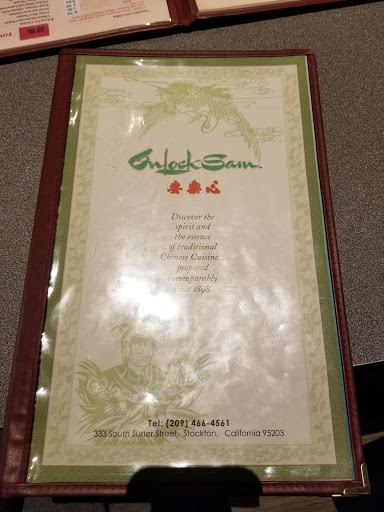 On Lock Sam
安樂心
Discover the
spirit and
the essence
of traditional
Chinese Cuisine...
prepared
incomparably
since 1898.
Tel: (209) 466-4561
333 South Sutter Street, Stockton, California 95203